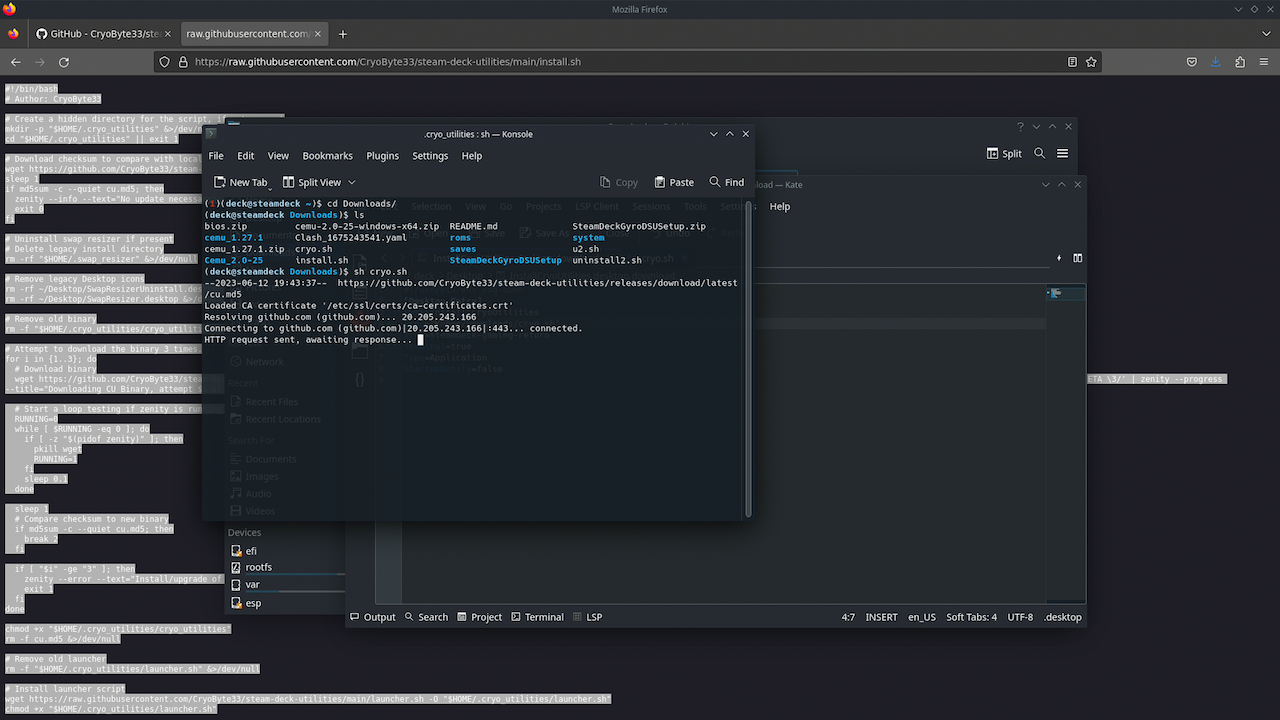 Mozilla Firefox
GitHub - CryoByte33/ste
raw.githubusercontent.com/
https://raw.githubusercontent.com/CryoByte33/steam-deck-utilities/main/install.sh
#!/bin/bash
# Author: CryoByte33
# Create a hidden directory for the script, if
mkdir -p "$HOME/.cryo_utilities" &>/dev/n
cd "$HOME/.cryo_utilities" || exit 1
# Download checksum to compare with local
wget https://github.com/CryoByte33/steam-
sleep 1
if md5sum -c --quiet cu.md5; then
zenity --info --text="No update necess
exit 0
fi
# Uninstall swap resizer if present
# Delete legacy install directory
rm -rf "$HOME/.swap_resizer" &>/dev/null
# Remove legacy Desktop icons
rm -rf ~/Desktop/SwapResizerUninstall.des
rm -rf ~/Desktop/SwapResizer.desktop &>/d
# Remove old binary
rm -f "$HOME/.cryo_utilities/cryo_utiliti
# Attempt to download the binary 3 times
for i in {1..3}; do
# Download binary
wget https://github.com/CryoByte33/stea
ETA \3/' | zenity --progress
--title="Downloading CU Binary, attempt $
# Start a loop testing if zenity is run
RUNNING=0
while [ $RUNNING -eq 0 ]; do
if [ -z "$(pidof zenity)" ]; then
pkill wget
RUNNING=1
fi
sleep 0.1
done
sleep 1
# Compare checksum to new binary
if md5sum -c --quiet cu.md5; then
break 2
fi
if [ "$i" -ge "3" ]; then
zenity --error --text="Install/upgrade of
exit 1
fi
done
chmod +x "$HOME/.cryo_utilities/cryo_utilities"
rm -f cu.md5 &>/dev/null
# Remove old launcher
rm -f "$HOME/.cryo_utilities/launcher.sh" &>/dev/null
# Install launcher script
wget https://raw.githubusercontent.com/CryoByte33/steam-deck-utilities/main/launcher.sh -O "$HOME/.cryo_utilities/launcher.sh"
chmod +x "$HOME/.cryo_utilities/launcher.sh"
.cryo_utilities : sh — Konsole
File Edit View Bookmarks Plugins Settings Help
New Tab Split View Copy Paste Find
(1)(deck@steamdeck ~)$ cd Downloads/
(deck@steamdeck Downloads)$ ls
bios.zip cemu-2.0-25-windows-x64.zip README.md SteamDeckGyroDSUSetup.zip
cemu_1.27.1 Clash_1675243541.yaml roms system
cemu_1.27.1.zip cryo.sh saves u2.sh
Cemu_2.0-25 install.sh SteamDeckGyroDSUSetup uninstall2.sh
(deck@steamdeck Downloads)$ sh cryo.sh
--2023-06-12 19:43:37-- https://github.com/CryoByte33/steam-deck-utilities/releases/download/latest
/cu.md5
Loaded CA certificate '/etc/ssl/certs/ca-certificates.crt'
Resolving github.com (github.com)... 20.205.243.166
Connecting to github.com (github.com)|20.205.243.166|:443... connected.
HTTP request sent, awaiting response...
Split
load — Kate
Selection View Go Projects LSP Client Sessions Tools Settings Help
Save As
=true
=Application
=false
Network
Recent
Recent Files
Recent Locations
Search For
Documents
Images
Audio
Videos
Devices
efi
rootfs
var
esp
Output Search Project Terminal LSP
4:7 INSERT en_US Soft Tabs: 4 UTF-8 .desktop